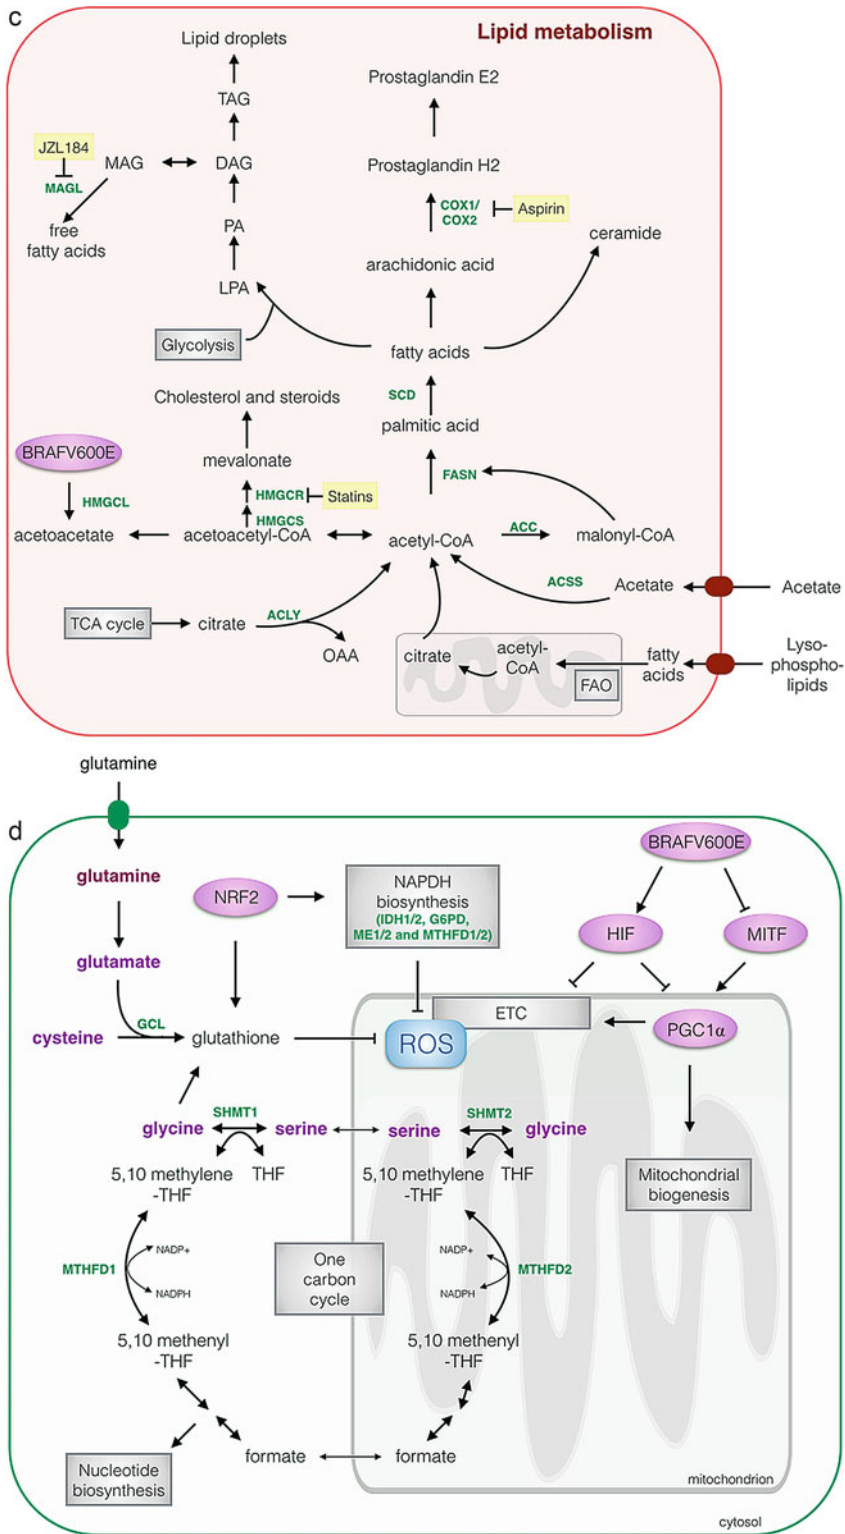 c
Lipid metabolism
Lipid droplets
TAG
Prostaglandin E2
JZL184
MAG
DAG
Prostaglandin H2
MAGL
free
fatty acids
PA
COX1/
COX2
Aspirin
ceramide
arachidonic acid
LPA
Glycolysis
fatty acids
SCD
Cholesterol and steroids
palmitic acid
BRAFV600E
mevalonate
FASN
HMGCL
HMGCR
Statins
HMGCS
acetoacetate
acetoacetyl-CoA
acetyl-CoA
ACC
malonyl-CoA
ACSS
Acetate
Acetate
TCA cycle
citrate
ACLY
OAA
citrate
acetyl-
CoA
FAO
fatty
acids
Lyso-
phospho-
lipids
glutamine
d
BRAFV600E
glutamine
NRF2
NAPDH
biosynthesis
(IDH1/2, G6PD,
ME1/2 and MTHFD1/2)
HIF
MITF
glutamate
GCL
cysteine
glutathione
ETC
ROS
PGC1α
SHMT1
glycine
serine
serine
SHMT2
glycine
5,10 methylene
-THF
THF
5,10 methylene
-THF
THF
Mitochondrial
biogenesis
MTHFD1
NADP+
NADPH
One
carbon
cycle
NADP+
NADPH
MTHFD2
5,10 methenyl
-THF
5,10 methenyl
-THF
formate
formate
Nucleotide
biosynthesis
mitochondrion
cytosol